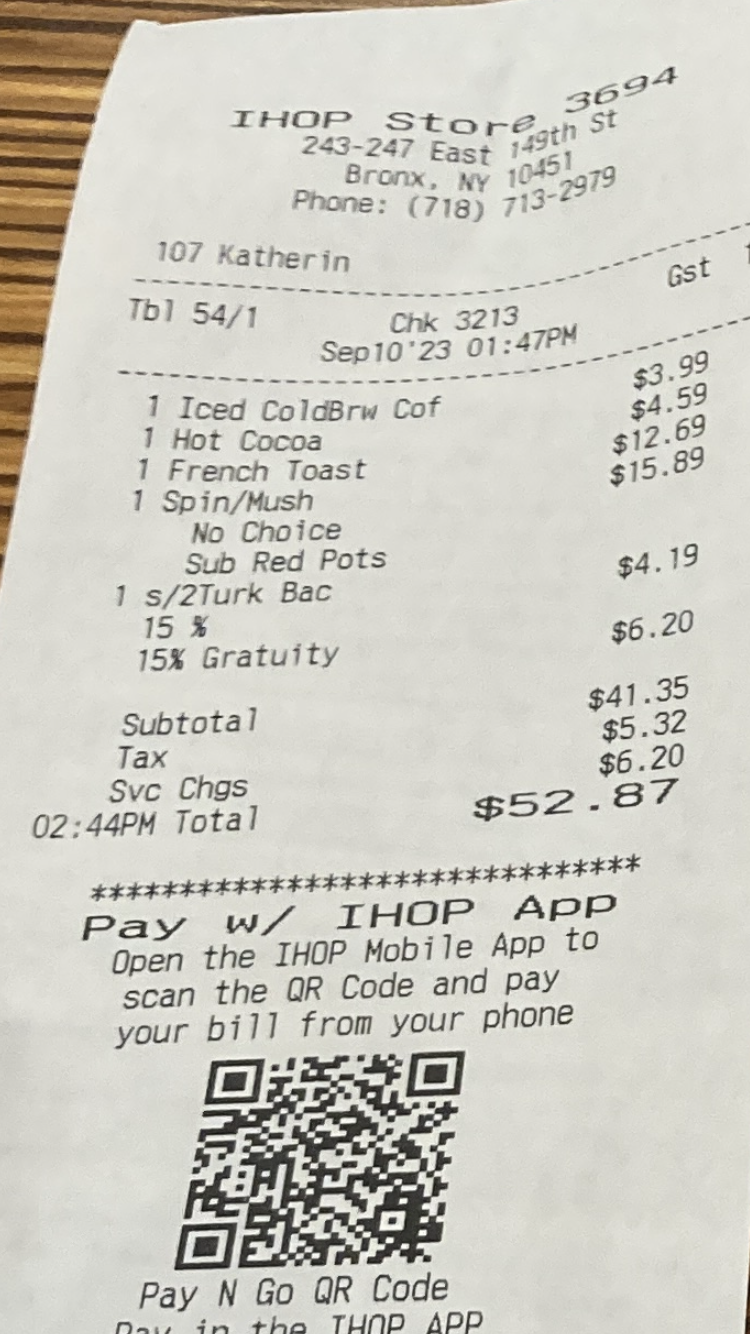 IHOP Store 3694
243-247 East 149th St
Bronx, NY 10451
Phone: (718) 713-2979
107 Katherin
Tbl 54/1 Chk 3213 Gst
Sep10'23 01:47PM
1 Iced ColdBrw Cof $3.99
1 Hot Cocoa $4.59
1 French Toast $12.69
1 Spin/Mush $15.89
No Choice
Sub Red Pots
1 s/2Turk Bac $4.19
15 %
15% Gratuity $6.20
Subtotal $41.35
Tax $5.32
Svc Chgs $6.20
02:44PM Total $52.87
*******************************
Pay w/ IHOP App
Open the IHOP Mobile App to
scan the QR Code and pay
your bill from your phone
Pay N Go QR Code
Pay in the IHOP APP